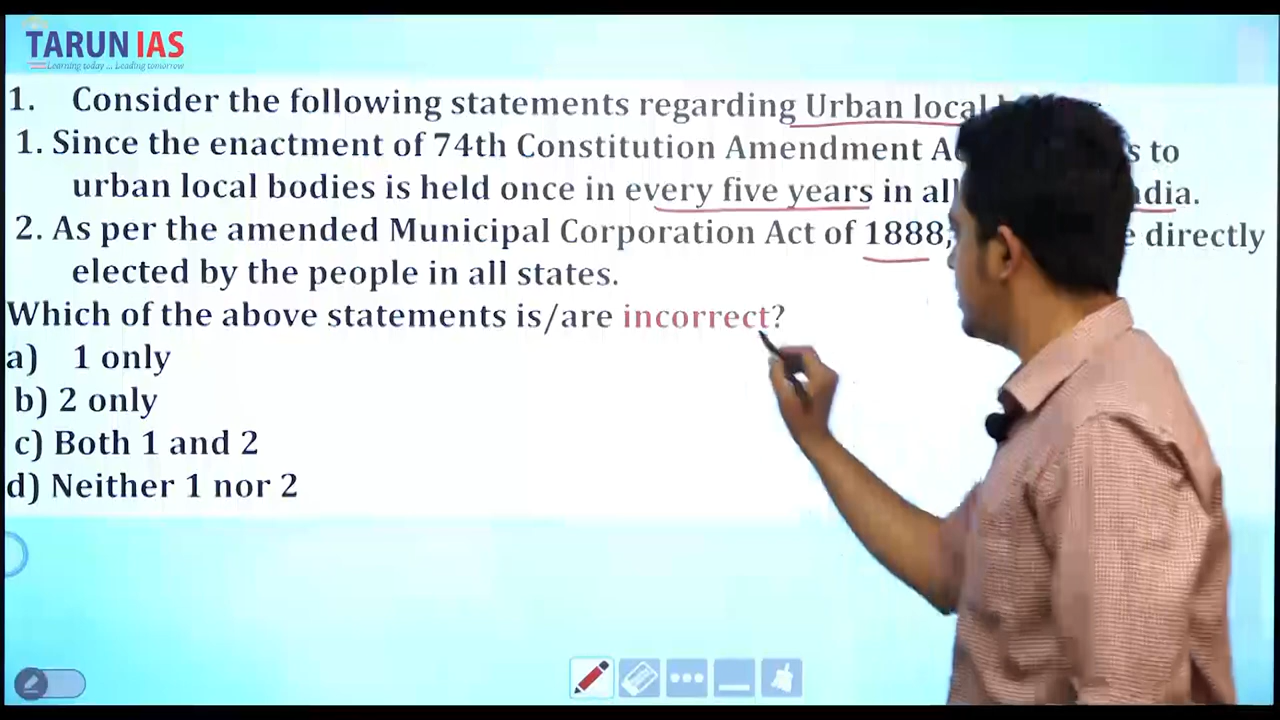 TARUN IAS
Learning today ... Leading tomorrow
1. Consider the following statements regarding Urban local
1. Since the enactment of 74th Constitution Amendment to
urban local bodies is held once in every five years in all
2. As per the amended Municipal Corporation Act of 1888, directly
elected by the people in all states.
Which of the above statements is/are incorrect?
a) 1 only
b) 2 only
c) Both 1 and 2
d) Neither 1 nor 2